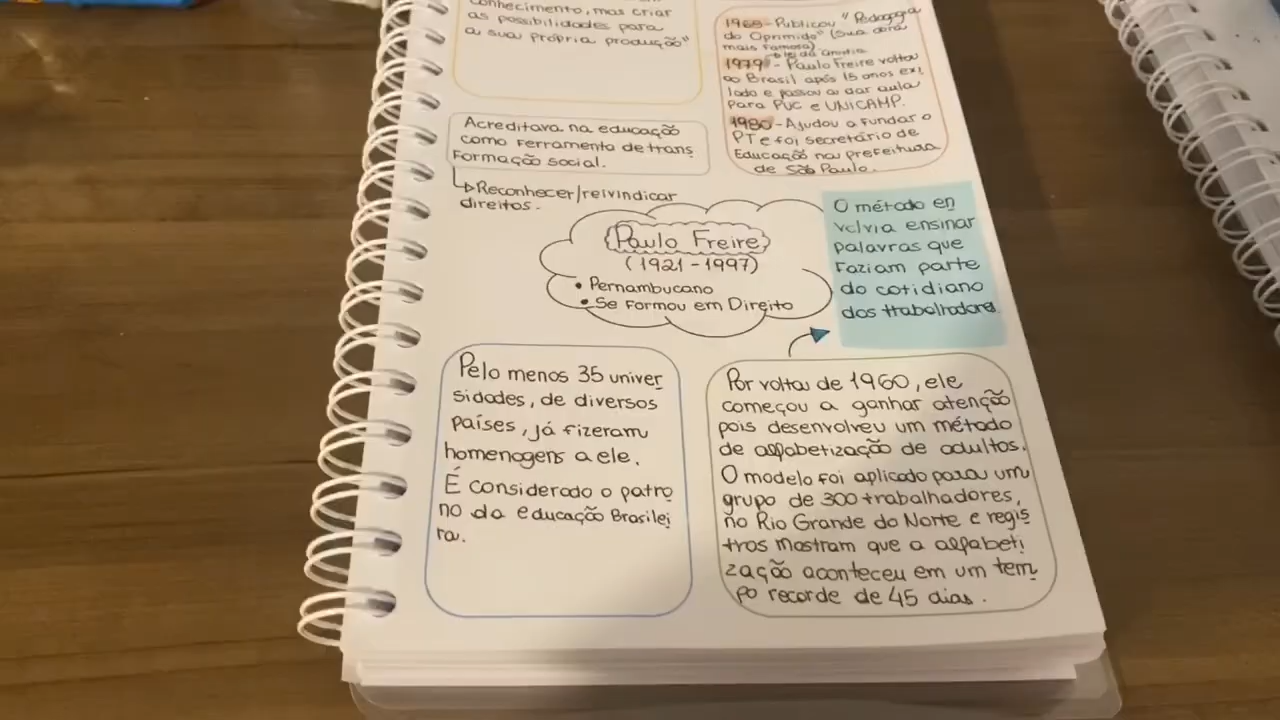 conhecimento, mas criar
as possibilidades para
a sua própria produção"
1968 - Publicou "Pedagogia
do Oprimido" (sua obra
mais famosa)
↳ lei da anistia
1979 - Paulo Freire volta
ao Brasil após 15 anos exi
lado e passou a dar aula
para PUC e UNICAMP.
1980 - Ajudou a fundar o
PT e foi secretário de
Educação na prefeitura
de São Paulo.
Acreditava na educação
como ferramenta de trans
formação social.
↳Reconhecer/reivindicar
direitos.
Paulo Freire
(1921 - 1997)
• Pernambucano
• Se formou em Direito
O método en
volvia ensinar
palavras que
faziam parte
do cotidiano
dos trabalhadores.
Pelo menos 35 univer
sidades, de diversos
países, já fizeram
homenagens a ele.
É considerado o patro
no da educação Brasilei
ra.
Por volta de 1960, ele
começou a ganhar atenção
pois desenvolveu um método
de alfabetização de adultos.
O modelo foi aplicado para um
grupo de 300 trabalhadores,
no Rio Grande do Norte e regis
tros mostram que a alfabeti
zação aconteceu em um tem
po recorde de 45 dias.